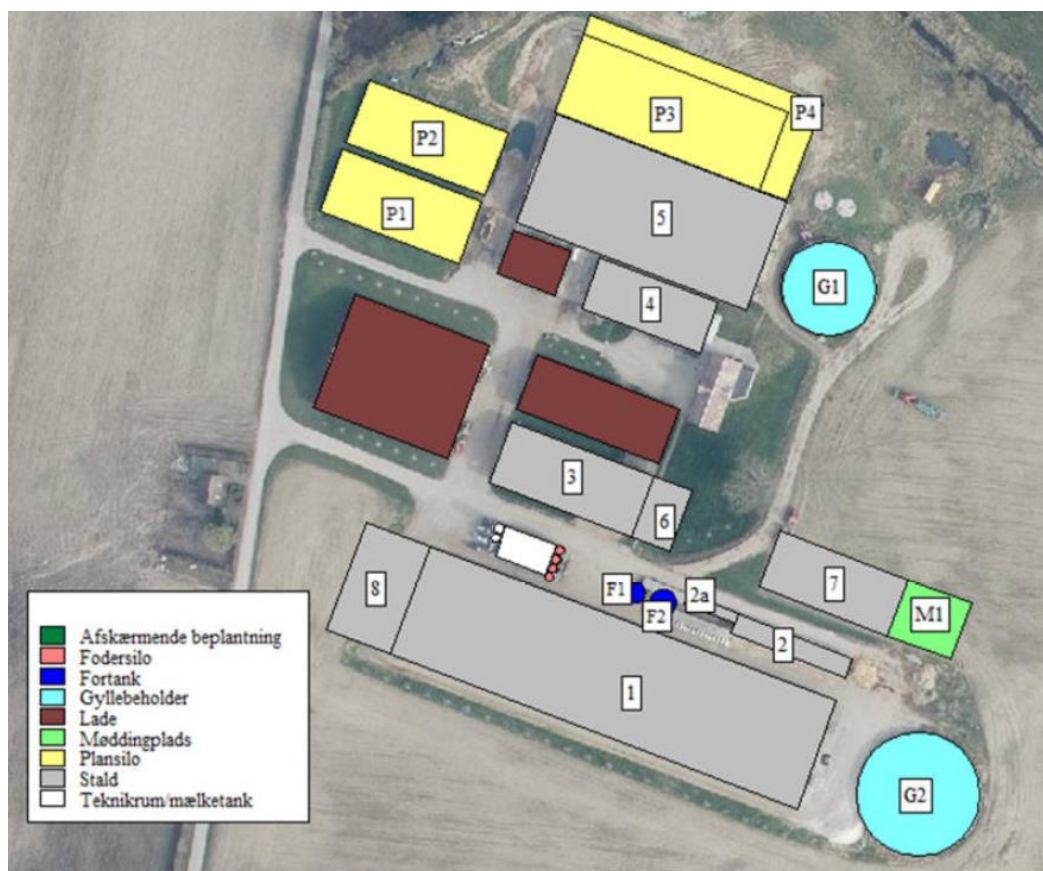 P4
P3
P2
P1
5
G1
4
3
6
7
8
F1
2a
F2
M1
2
1
G2
Afskærmende beplantning
Fodersilo
Fortank
Gyllebeholder
Lade
Møddingplads
Plansilo
Stald
Teknikrum/mælketank